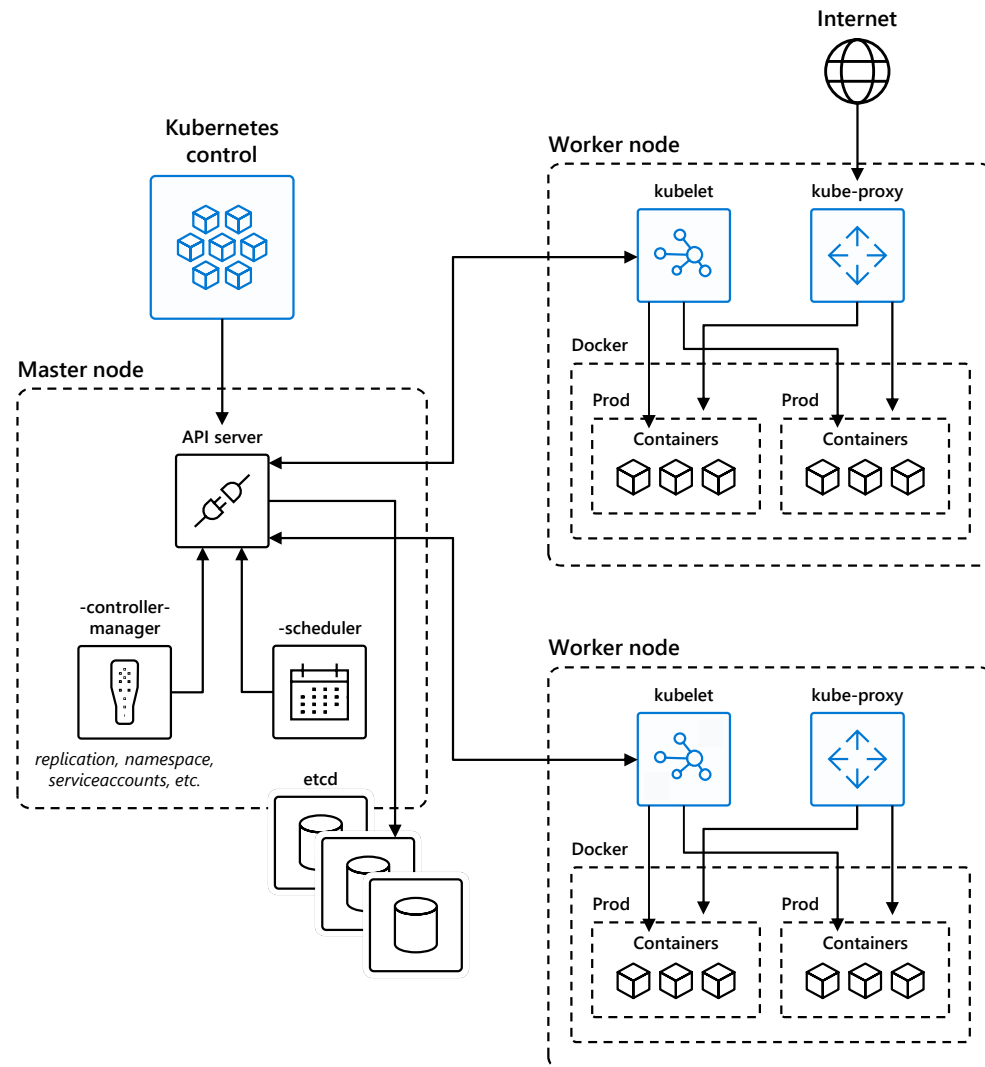 Internet
Kubernetes
control
Worker node
kubelet
kube-proxy
Docker
Prod
Prod
Containers
Containers
Master node
API server
-controller-
manager
-scheduler
replication, namespace,
serviceaccounts, etc.
etcd
Worker node
kubelet
kube-proxy
Docker
Prod
Prod
Containers
Containers